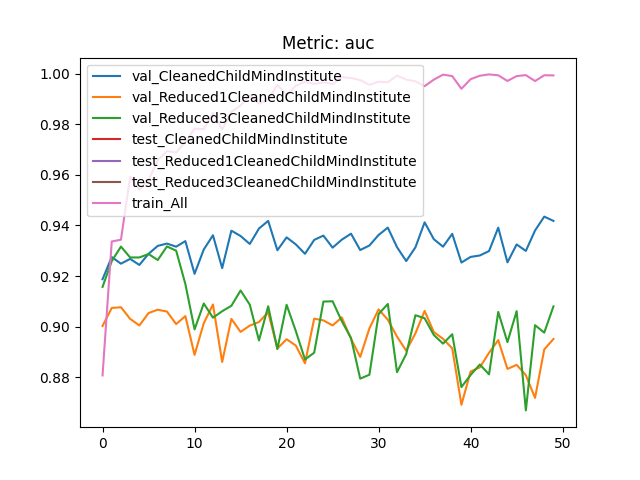 Metric: auc
val_CleanedChildMindInstitute
val_Reduced1CleanedChildMindInstitute
val_Reduced3CleanedChildMindInstitute
test_CleanedChildMindInstitute
test_Reduced1CleanedChildMindInstitute
test_Reduced3CleanedChildMindInstitute
train_All
1.00
0.98
0.96
0.94
0.92
0.90
0.88
0 10 20 30 40 50